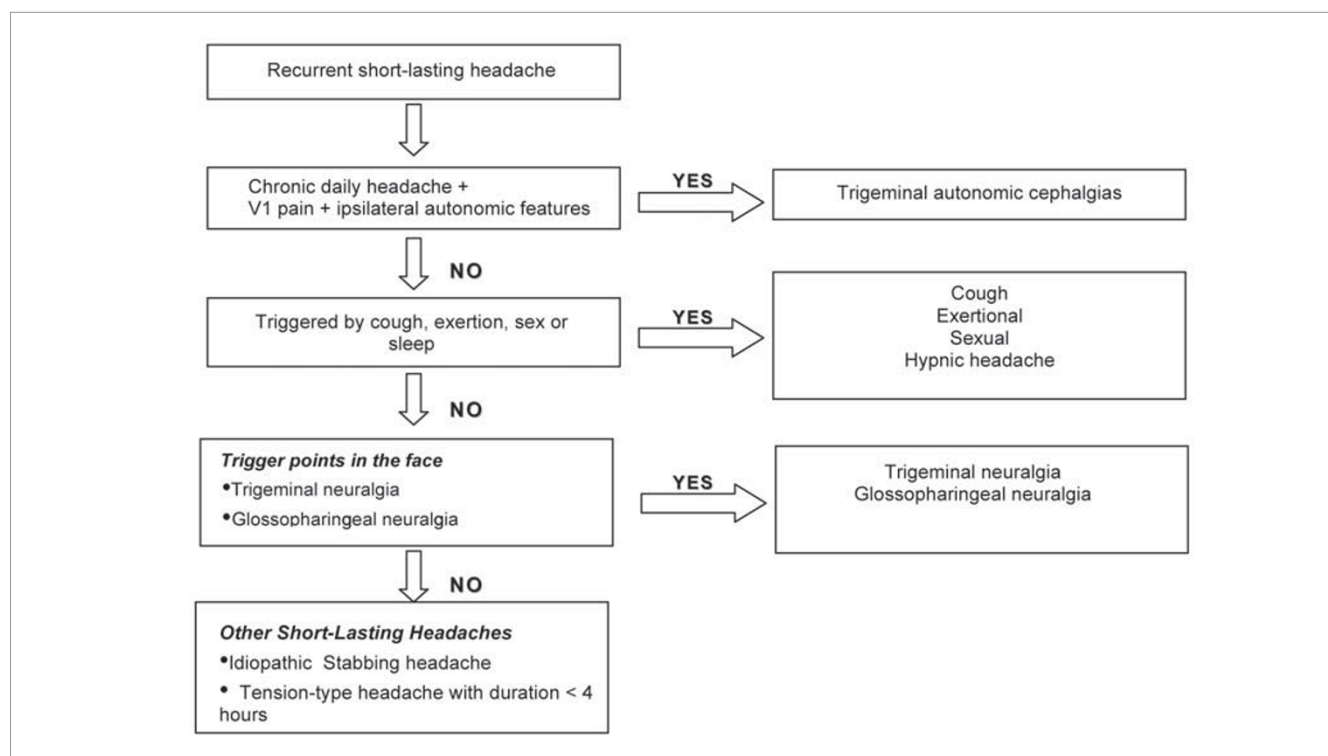 Recurrent short-lasting headache
Chronic daily headache +
V1 pain + ipsilateral autonomic features
YES
Trigeminal autonomic cephalgias
NO
Triggered by cough, exertion, sex or
sleep
YES
Cough
Exertional
Sexual
Hypnic headache
NO
Trigger points in the face
•Trigeminal neuralgia
•Glossopharingeal neuralgia
YES
Trigeminal neuralgia
Glossopharingeal neuralgia
NO
Other Short-Lasting Headaches
•Idiopathic Stabbing headache
• Tension-type headache with duration < 4
hours